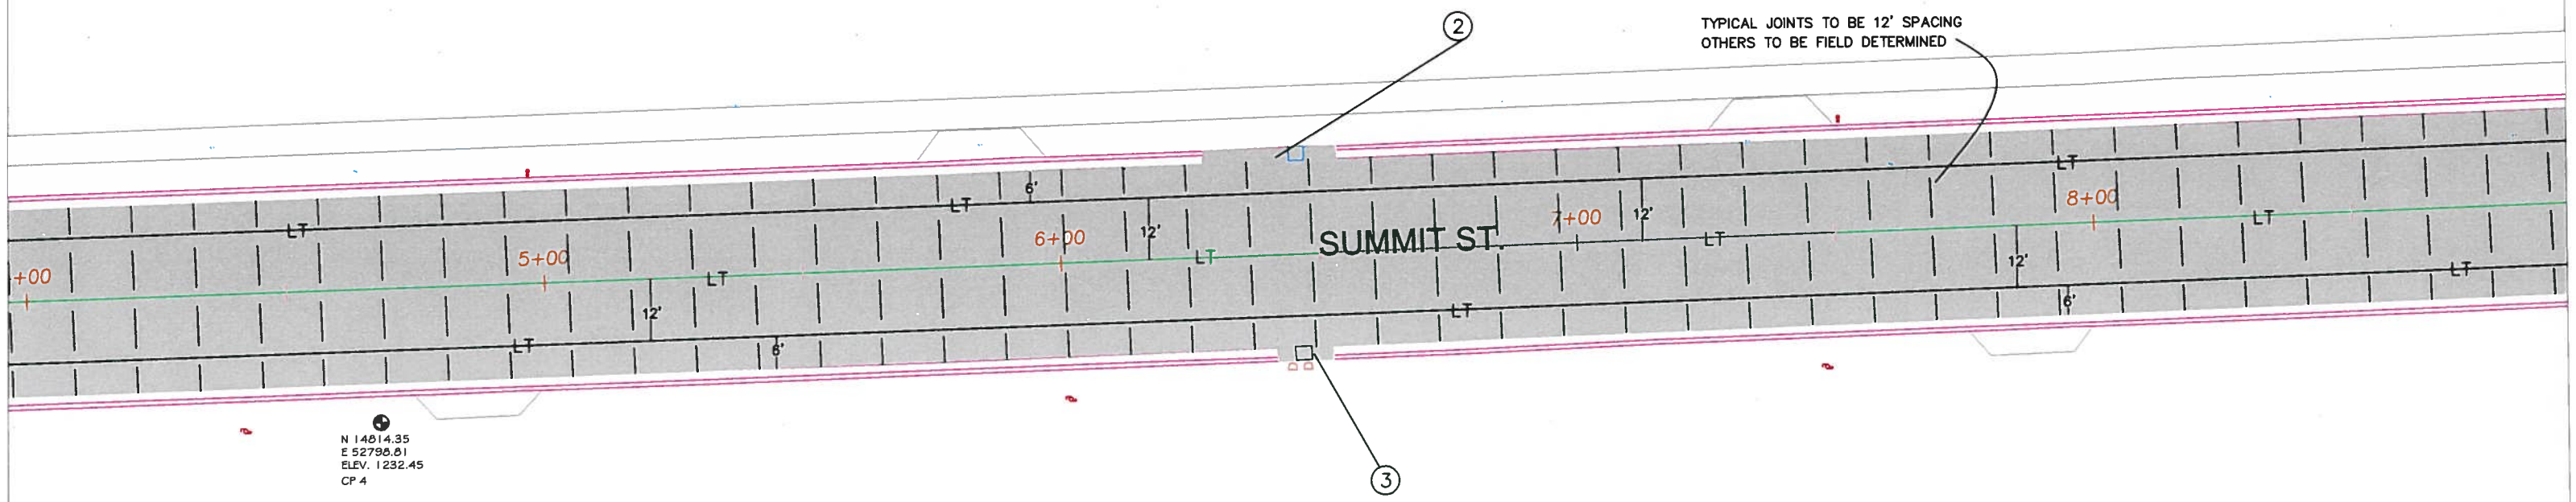 2
TYPICAL JOINTS TO BE 12' SPACING
OTHERS TO BE FIELD DETERMINED
LT
LT
6'
LT
12'
12'
8+00
7+00
SUMMIT ST.
6+00
5+00
+00
LT
LT
LT
LT
12'
12'
LT
LT
LT
6'
6'
N 14814.35
E 52798.81
ELEV. 1232.45
CP 4
3